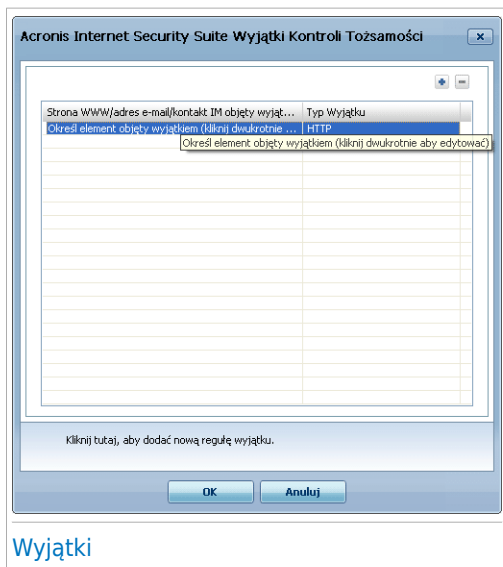 Acronis Internet Security Suite Wyjątki Kontroli Tożsamości
Strona WWW/adres e-mail/kontakt IM objęty wyjąt... Typ Wyjątku
Określ element objęty wyjątkiem (kliknij dwukrotnie ... HTTP
Określ element objęty wyjątkiem (kliknij dwukrotnie aby edytować)
Kliknij tutaj, aby dodać nową regułę wyjątku.
OK Anuluj
Wyjątki